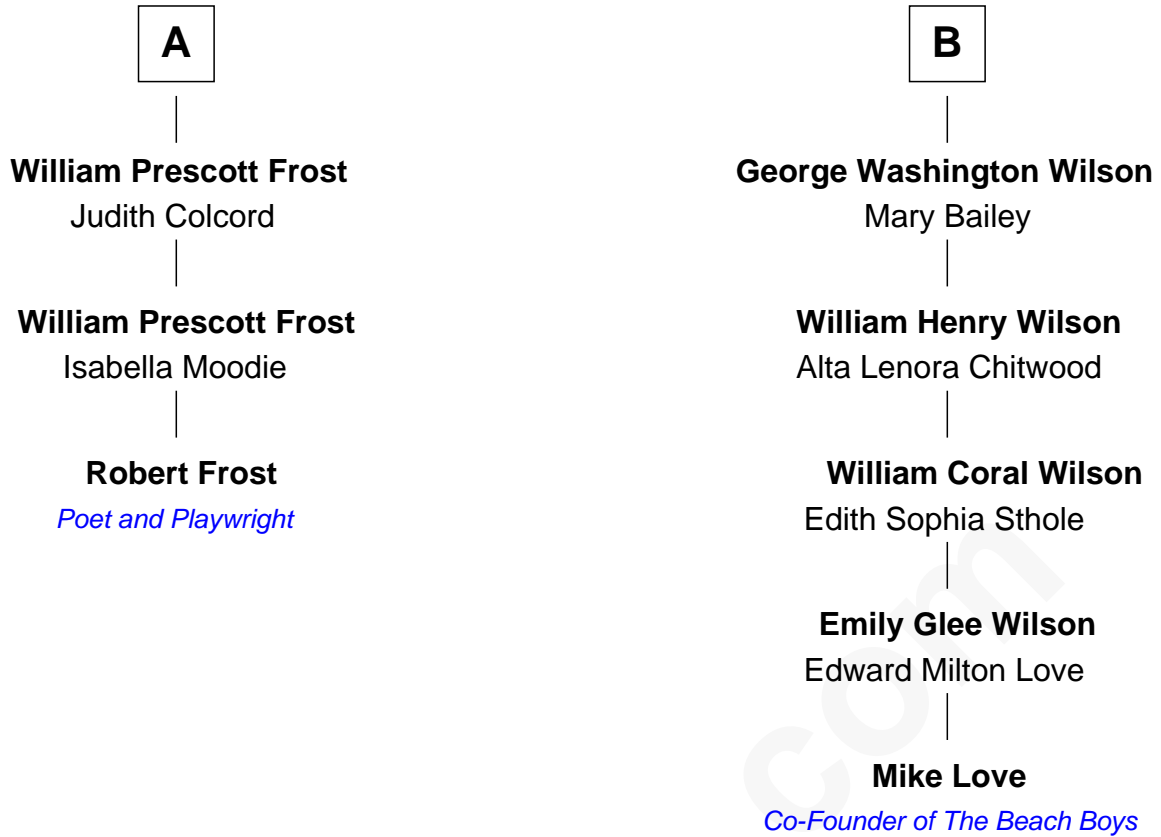 A
William Prescott Frost
Judith Colcord
William Prescott Frost
Isabella Moodie
Robert Frost
Poet and Playwright
B
George Washington Wilson
Mary Bailey
William Henry Wilson
Alta Lenora Chitwood
William Coral Wilson
Edith Sophia Sthole
Emily Glee Wilson
Edward Milton Love
Mike Love
Co-Founder of The Beach Boys
com